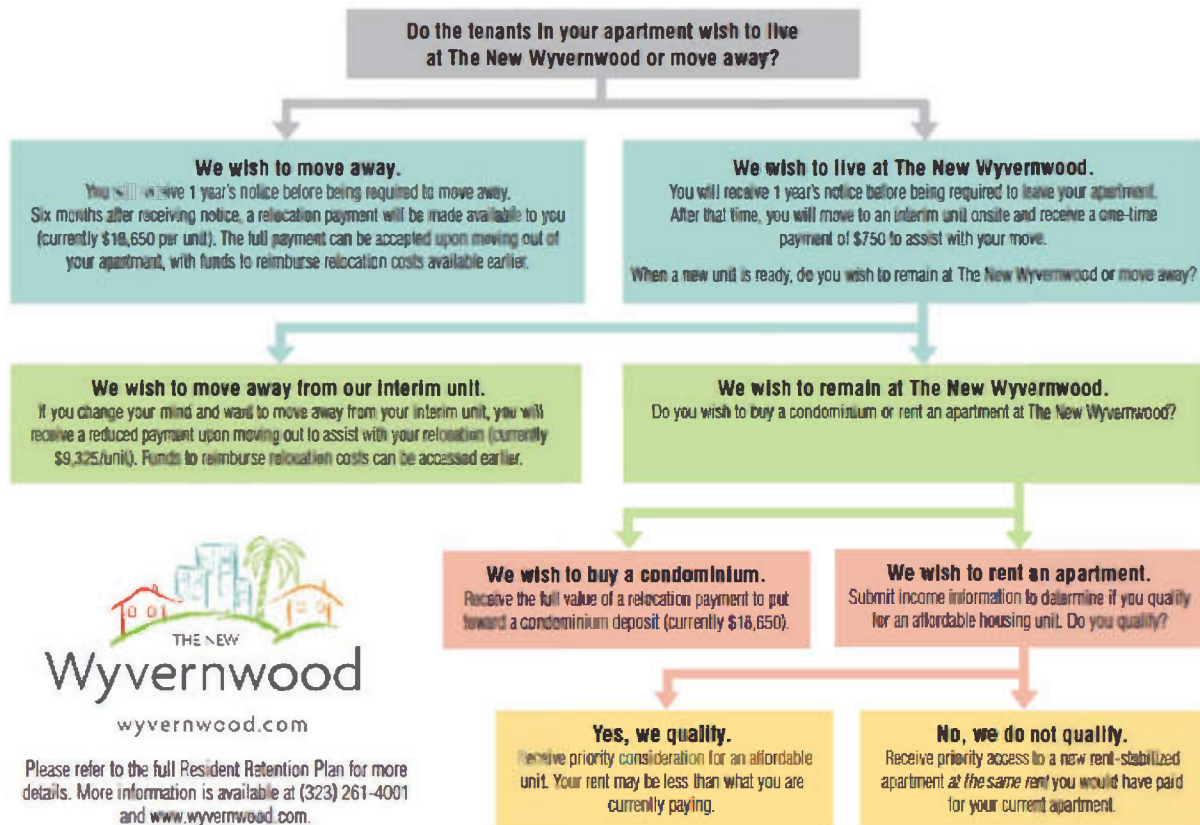 Do the tenants in your apartment wish to live
at The New Wyvernwood or move away?
We wish to move away.
You will receive 1 year's notice before being required to move away.
Six months after receiving notice, a relocation payment will be made available to you
(currently $18,650 per unit). The full payment can be accepted upon moving out of
your apartment, with funds to reimburse relocation costs available earlier.
We wish to live at The New Wyvernwood.
You will receive 1 year's notice before being required to leave your apartment.
After that time, you will move to an interim unit onsite and receive a one-time
payment of $750 to assist with your move.
When a new unit is ready, do you wish to remain at The New Wyvernwood or move away?
We wish to move away from our interim unit.
If you change your mind and want to move away from your interim unit, you will
receive a reduced payment upon moving out to assist with your relocation (currently
$9,325/unit). Funds to reimburse relocation costs can be accessed earlier.
We wish to remain at The New Wyvernwood.
Do you wish to buy a condominium or rent an apartment at The New Wyvernwood?
We wish to buy a condominium.
Receive the full value of a relocation payment to put
toward a condominium deposit (currently $18,650).
We wish to rent an apartment.
Submit income information to determine if you qualify
for an affordable housing unit. Do you qualify?
THE NEW
Wyvernwood
wyvernwood.com
Please refer to the full Resident Retention Plan for more
details. More information is available at (323) 261-4001
and www.wyvernwood.com.
Yes, we qualify.
Receive priority consideration for an affordable
unit. Your rent may be less than what you are
currently paying.
No, we do not qualify.
Receive priority access to a new rent-stabilized
apartment at the same rent you would have paid
for your current apartment.